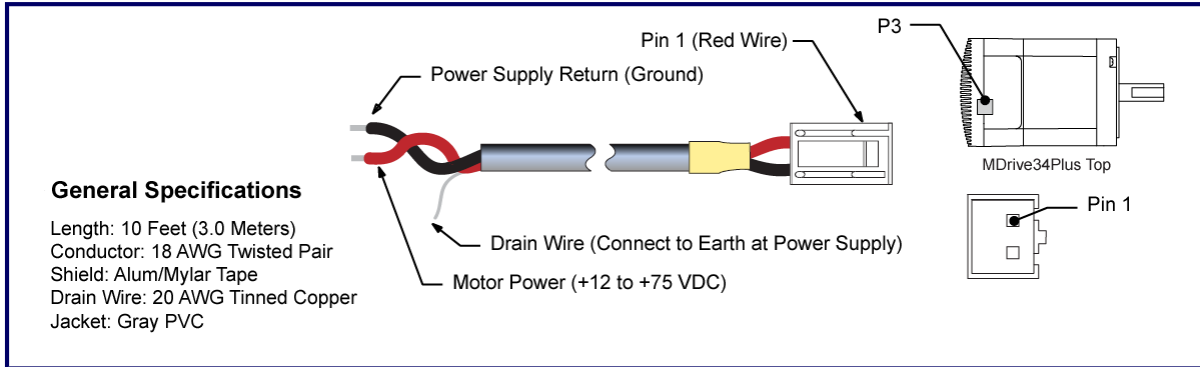 P3
Pin 1 (Red Wire)
Power Supply Return (Ground)
MDrive34Plus Top
General Specifications
Length: 10 Feet (3.0 Meters)
Conductor: 18 AWG Twisted Pair
Shield: Alum/Mylar Tape
Drain Wire: 20 AWG Tinned Copper
Jacket: Gray PVC
Drain Wire (Connect to Earth at Power Supply)
Motor Power (+12 to +75 VDC)
Pin 1